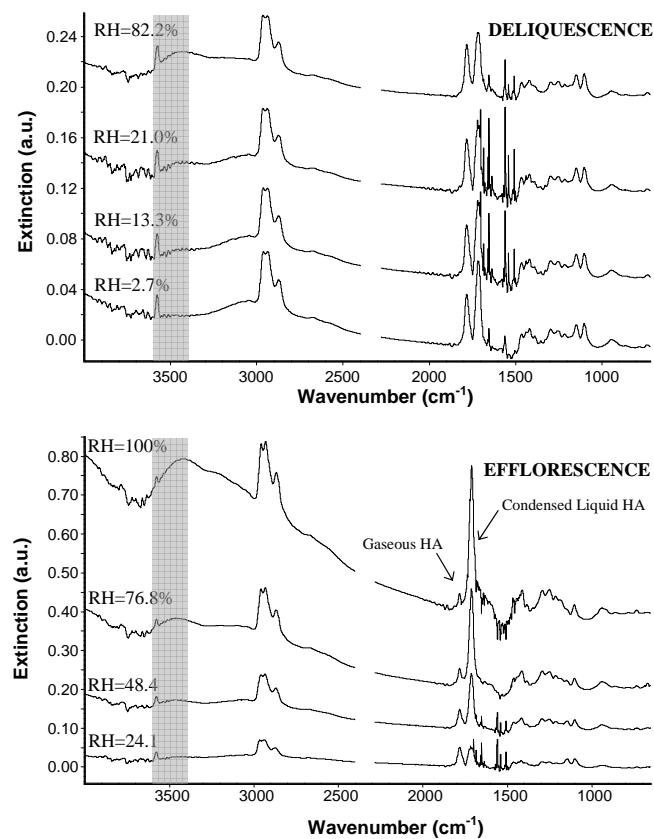 DELIQUESCENCE
Extinction (a.u.)
0.24
0.20
0.16
0.12
0.08
0.04
0.00
RH=82.2%
RH=21.0%
RH=13.3%
RH=2.7%
3500 3000 2500 2000 1500 1000
Wavenumber (cm-1)
EFFLORESCENCE
Extinction (a.u.)
0.80
0.70
0.60
0.50
0.40
0.30
0.20
0.10
0.00
RH=100%
RH=76.8%
RH=48.4
RH=24.1
Gaseous HA
Condensed Liquid HA
3500 3000 2500 2000 1500 1000
Wavenumber (cm-1)